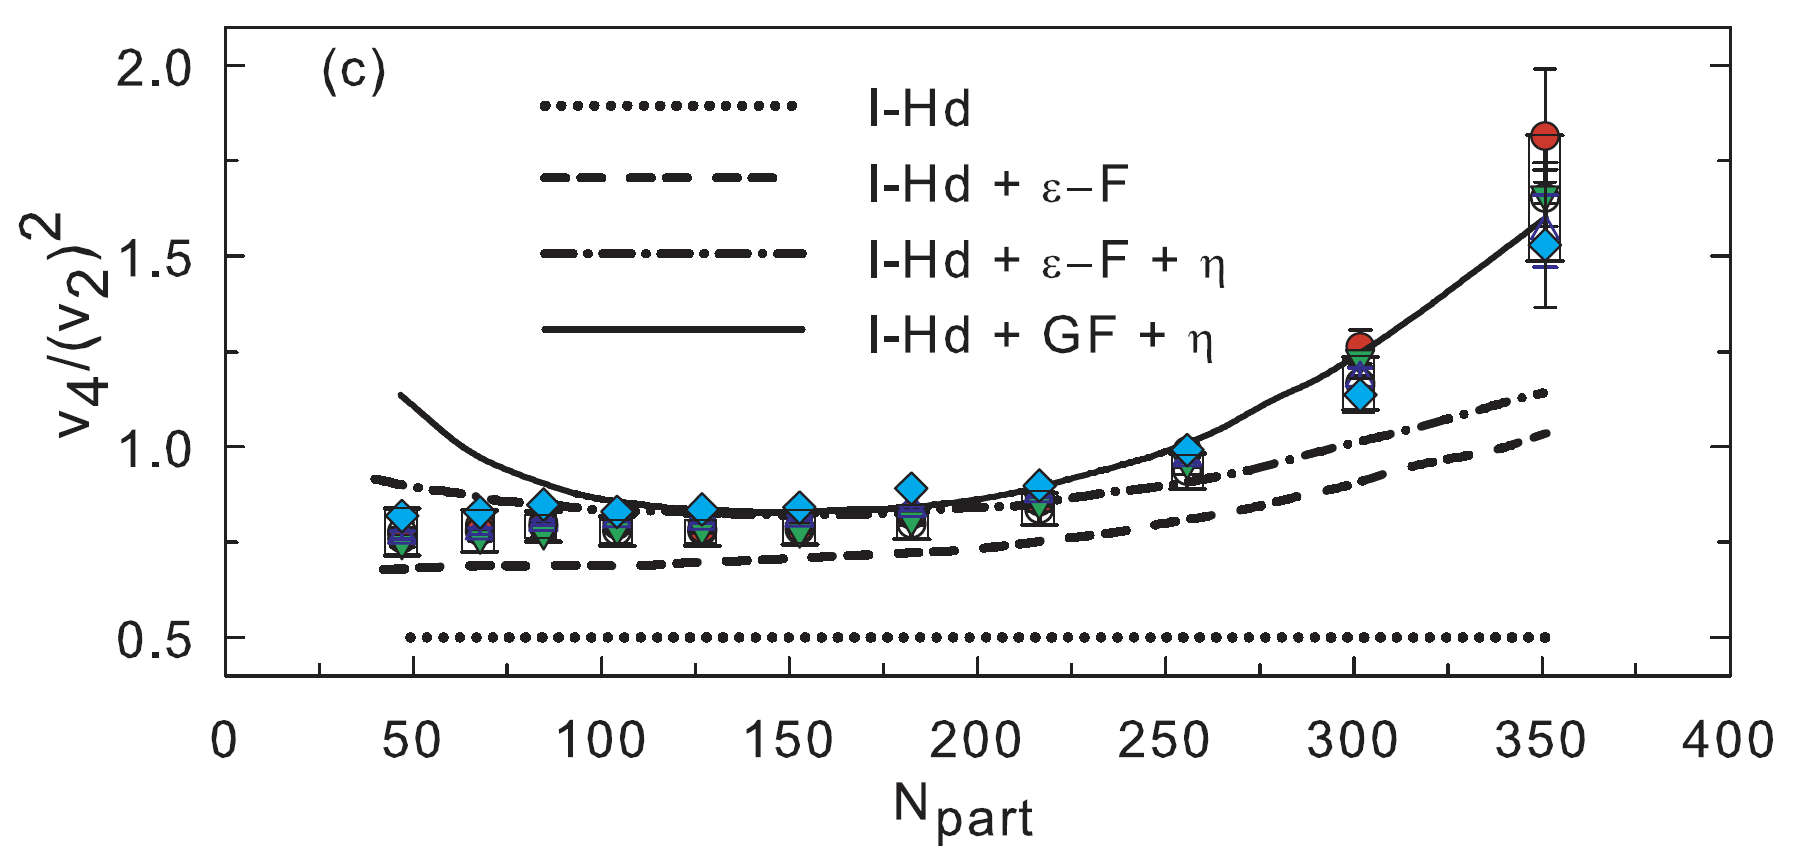 (c)
I-Hd
I-Hd + ε–F
I-Hd + ε–F + η
I-Hd + GF + η
v4/(v2)2
2.0
1.5
1.0
0.5
0 50 100 150 200 250 300 350 400
Npart